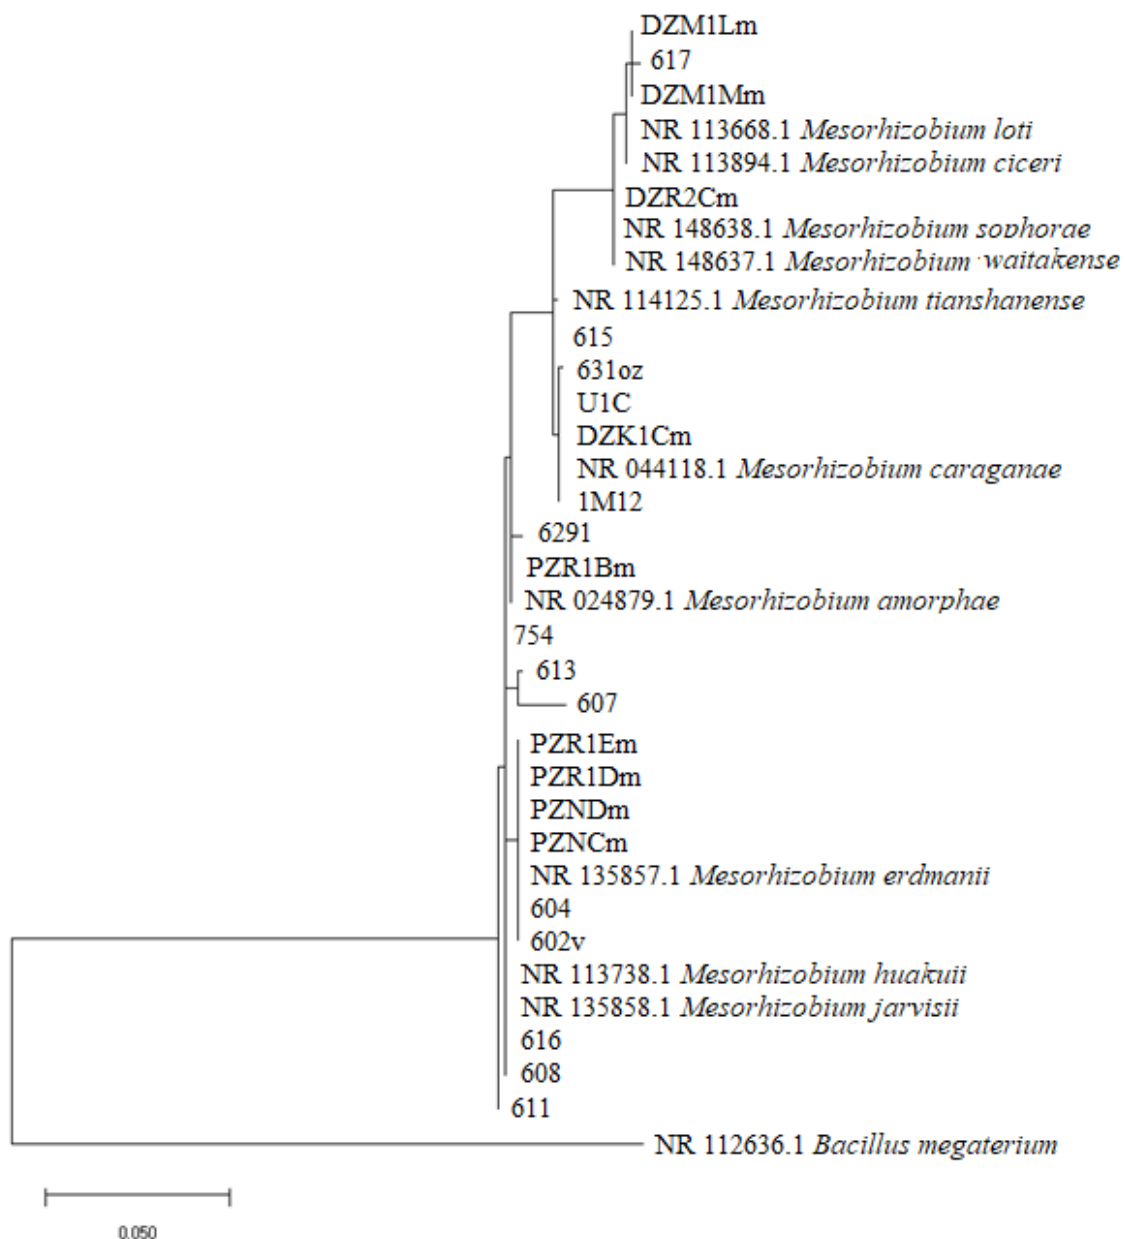 DZM1Lm
617
DZM1Mm
NR 113668.1 Mesorhizobium loti
NR 113894.1 Mesorhizobium ciceri
DZR2Cm
NR 148638.1 Mesorhizobium sophorae
NR 148637.1 Mesorhizobium waitakense
NR 114125.1 Mesorhizobium tianshanense
615
631oz
U1C
DZK1Cm
NR 044118.1 Mesorhizobium caraganae
1M12
6291
PZR1Bm
NR 024879.1 Mesorhizobium amorphae
754
613
607
PZR1Em
PZR1Dm
PZNDm
PZNCm
NR 135857.1 Mesorhizobium erdmanii
604
602v
NR 113738.1 Mesorhizobium huakuii
NR 135858.1 Mesorhizobium jarvisii
616
608
611
NR 112636.1 Bacillus megaterium
0.050